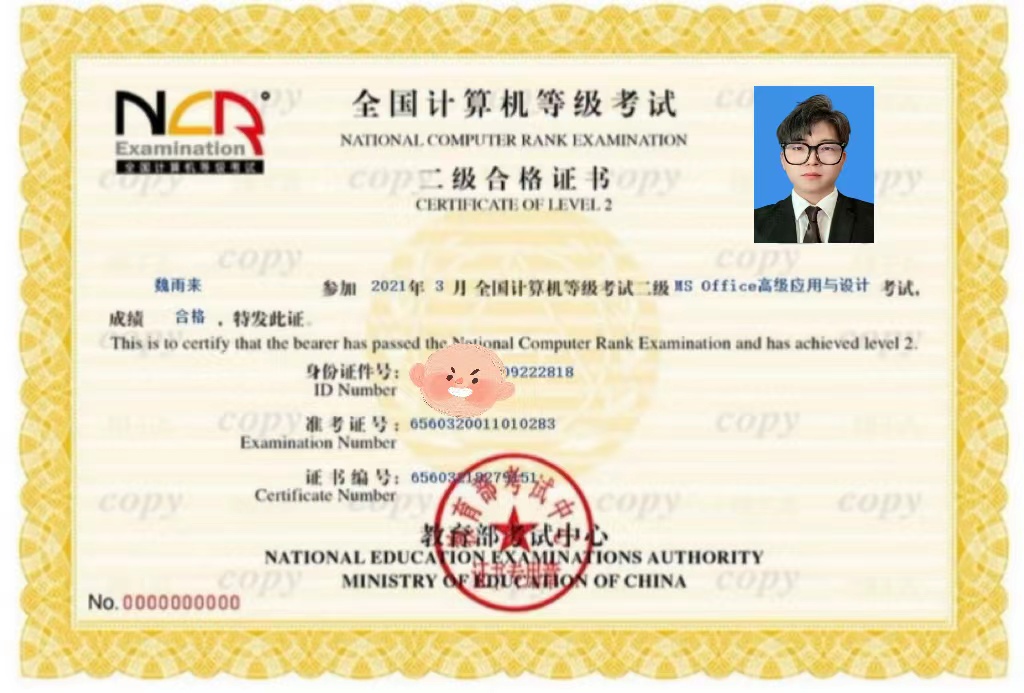 NCR
Examination
全国计算机等级考试
全国计算机等级考试
NATIONAL COMPUTER RANK EXAMINATION
二级合格证书
CERTIFICATE OF LEVEL 2
魏雨来 参加 2021年 3 月 全国计算机等级考试二级 MS Office高级应用与设计 考试,
成绩 合格 , 特发此证.
This is to certify that the bearer has passed the National Computer Rank Examination and has achieved level 2.
身份证件号: 09222818
ID Number
准考证号: 6560320011010283
Examination Number
证书编号:
Certificate Number
教育部考试中心
NATIONAL EDUCATION EXAMINATIONS AUTHORITY
MINISTRY OF EDUCATION OF CHINA
教育部考试中心
证书专用章
No. 0000000000
copy
copy
copy
copy
copy
copy
copy
copy
copy
copy
copy
copy